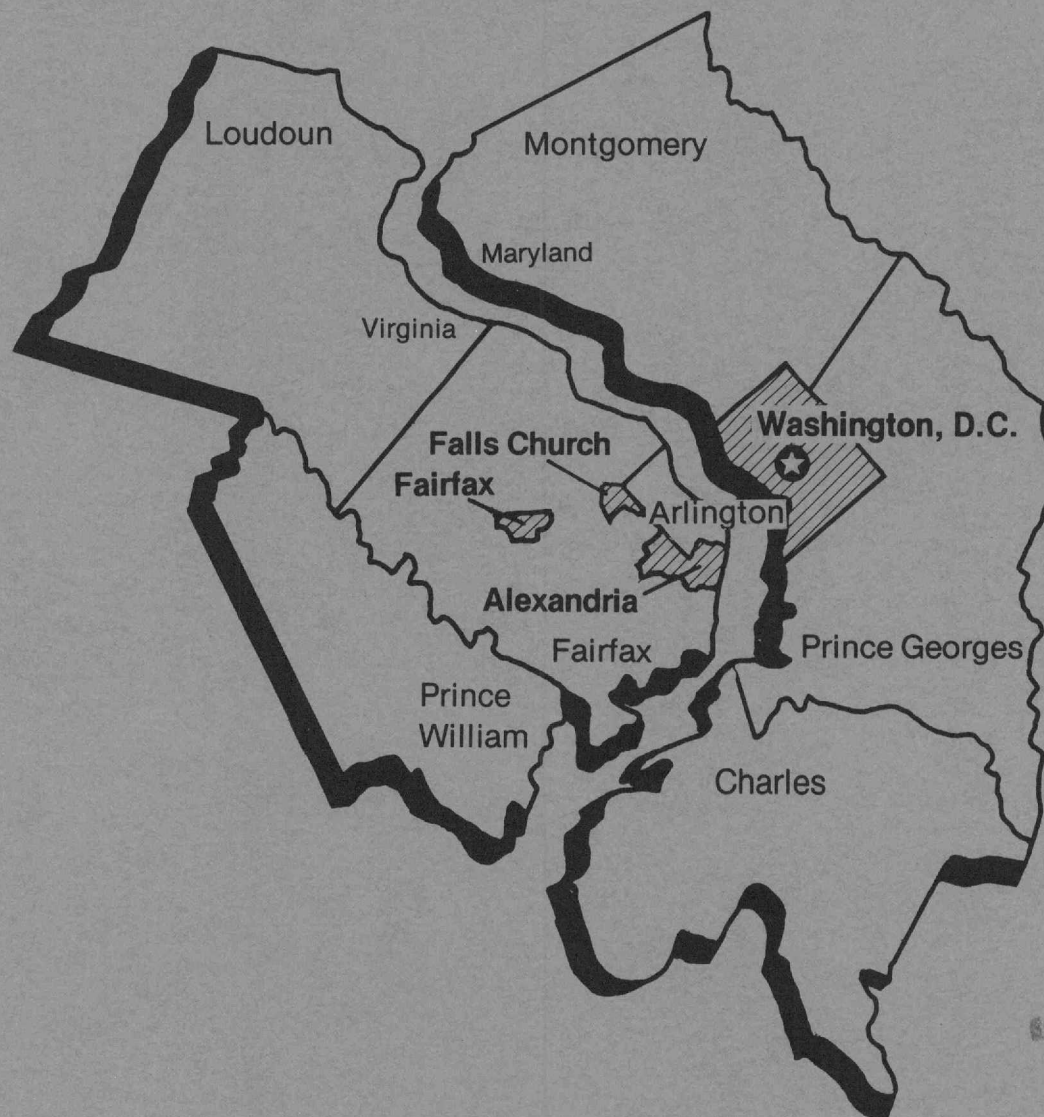 Loudoun
Montgomery
Maryland
Virginia
Washington, D.C.
Falls Church
Fairfax
Arlington
Alexandria
Fairfax
Prince Georges
Prince
William
Charles